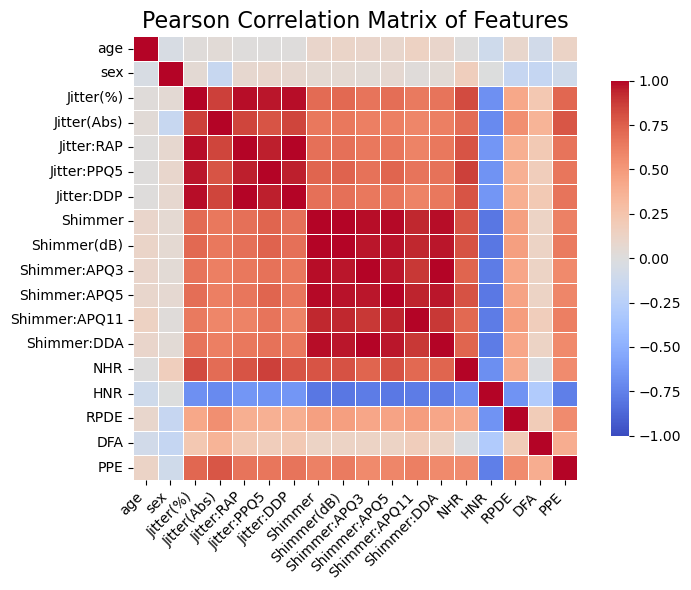 Pearson Correlation Matrix of Features
age
sex
Jitter(%)
Jitter(Abs)
Jitter:RAP
Jitter:PPQ5
Jitter:DDP
Shimmer
Shimmer(dB)
Shimmer:APQ3
Shimmer:APQ5
Shimmer:APQ11
Shimmer:DDA
NHR
HNR
RPDE
DFA
PPE
age
sex
Jitter(%)
Jitter(Abs)
Jitter:RAP
Jitter:PPQ5
Jitter:DDP
Shimmer
Shimmer(dB)
Shimmer:APQ3
Shimmer:APQ5
Shimmer:APQ11
Shimmer:DDA
NHR
HNR
RPDE
DFA
PPE
1.00
0.75
0.50
0.25
0.00
−0.25
−0.50
−0.75
−1.00